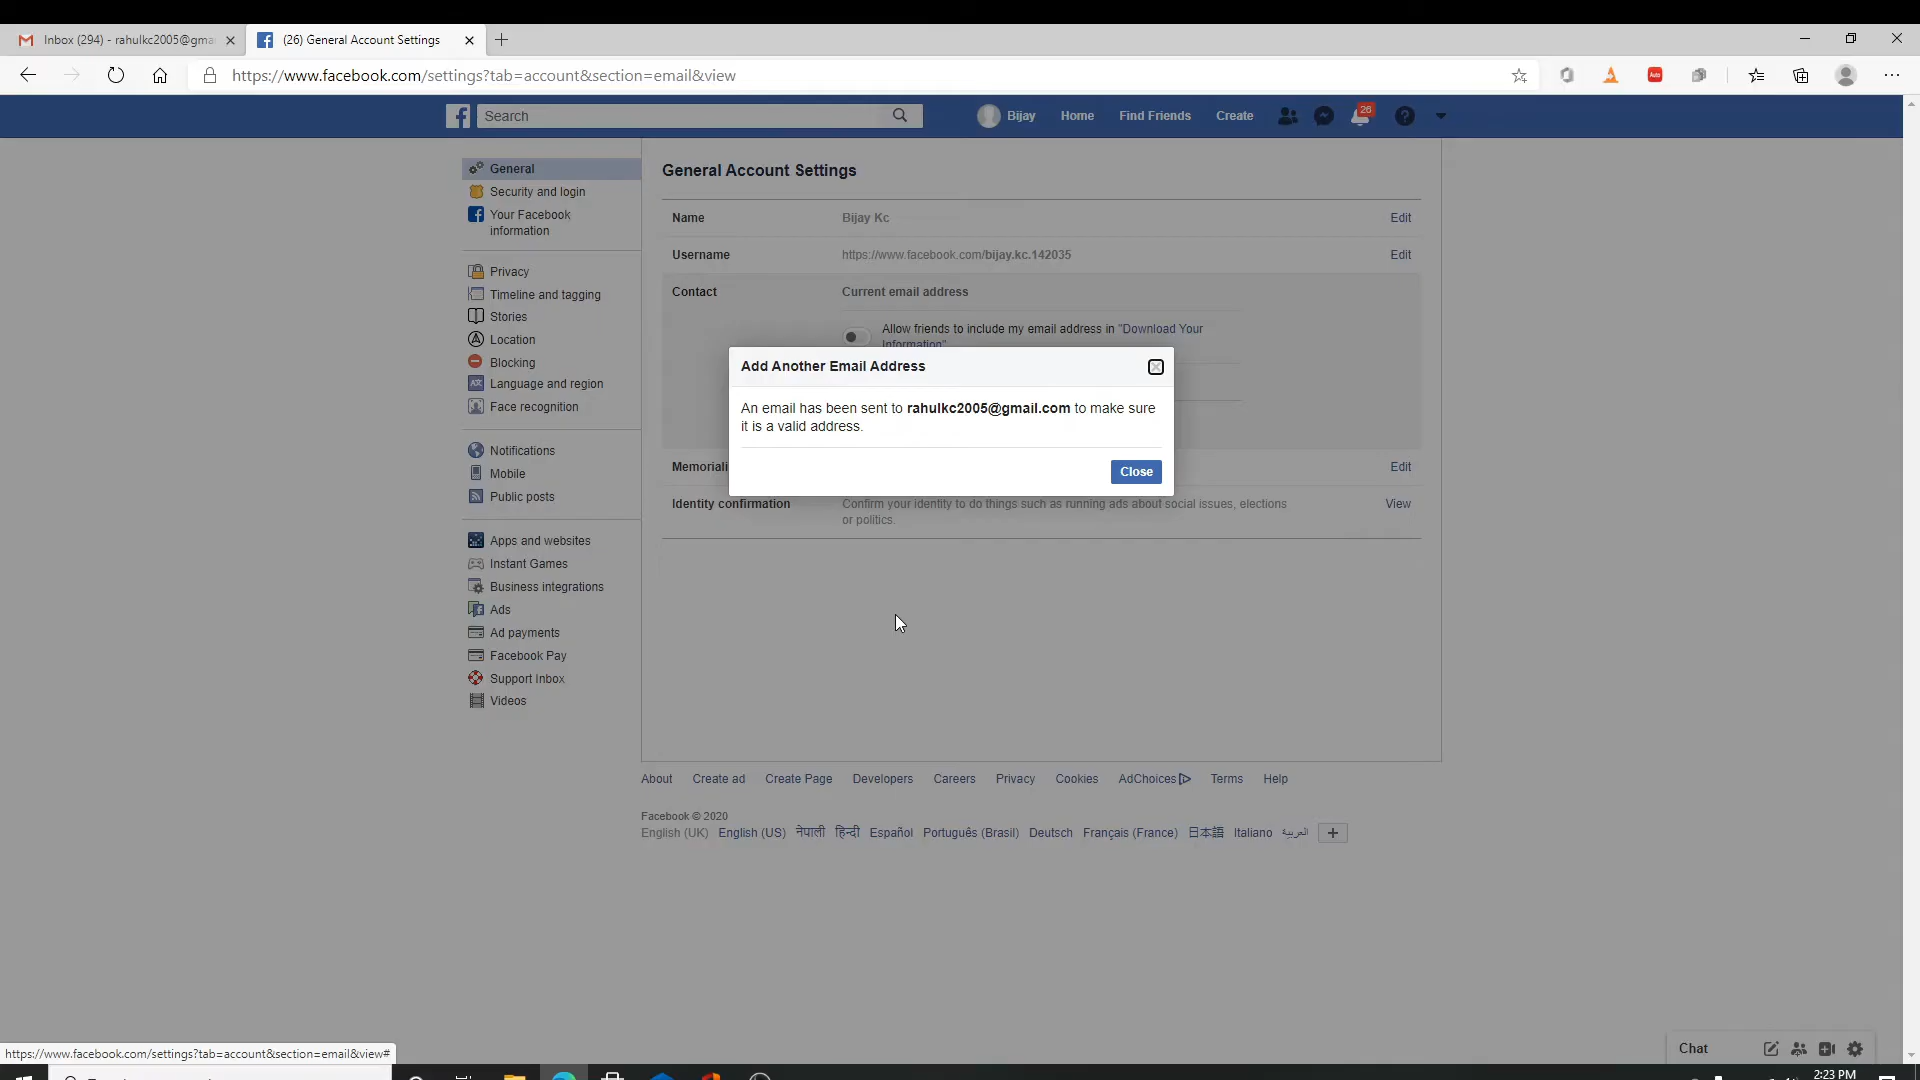 Inbox (294) - rahulkc2005@gma
(26) General Account Settings
https://www.facebook.com/settings?tab=account&section=email&view
Search
Bijay
Home
Find Friends
Create
26
General
Security and login
Your Facebook
information
Privacy
Timeline and tagging
Stories
Location
Blocking
Language and region
Face recognition
Notifications
Mobile
Public posts
Apps and websites
Instant Games
Business integrations
Ads
Ad payments
Facebook Pay
Support Inbox
Videos
General Account Settings
Name Bijay Kc Edit
Username https://www.facebook.com/bijay.kc.142035 Edit
Contact Current email address
Allow friends to include my email address in "Download Your
Information"
Add Another Email Address
An email has been sent to rahulkc2005@gmail.com to make sure
it is a valid address.
Close
Memoriali Edit
Identity confirmation Confirm your identity to do things such as running ads about social issues, elections View
or politics.
About Create ad Create Page Developers Careers Privacy Cookies AdChoices Terms Help
Facebook © 2020
English (UK) English (US) नेपाली हिन्दी Español Português (Brasil) Deutsch Français (France) 日本語 Italiano العربية +
Chat
https://www.facebook.com/settings?tab=account&section=email&view#
2:23 PM